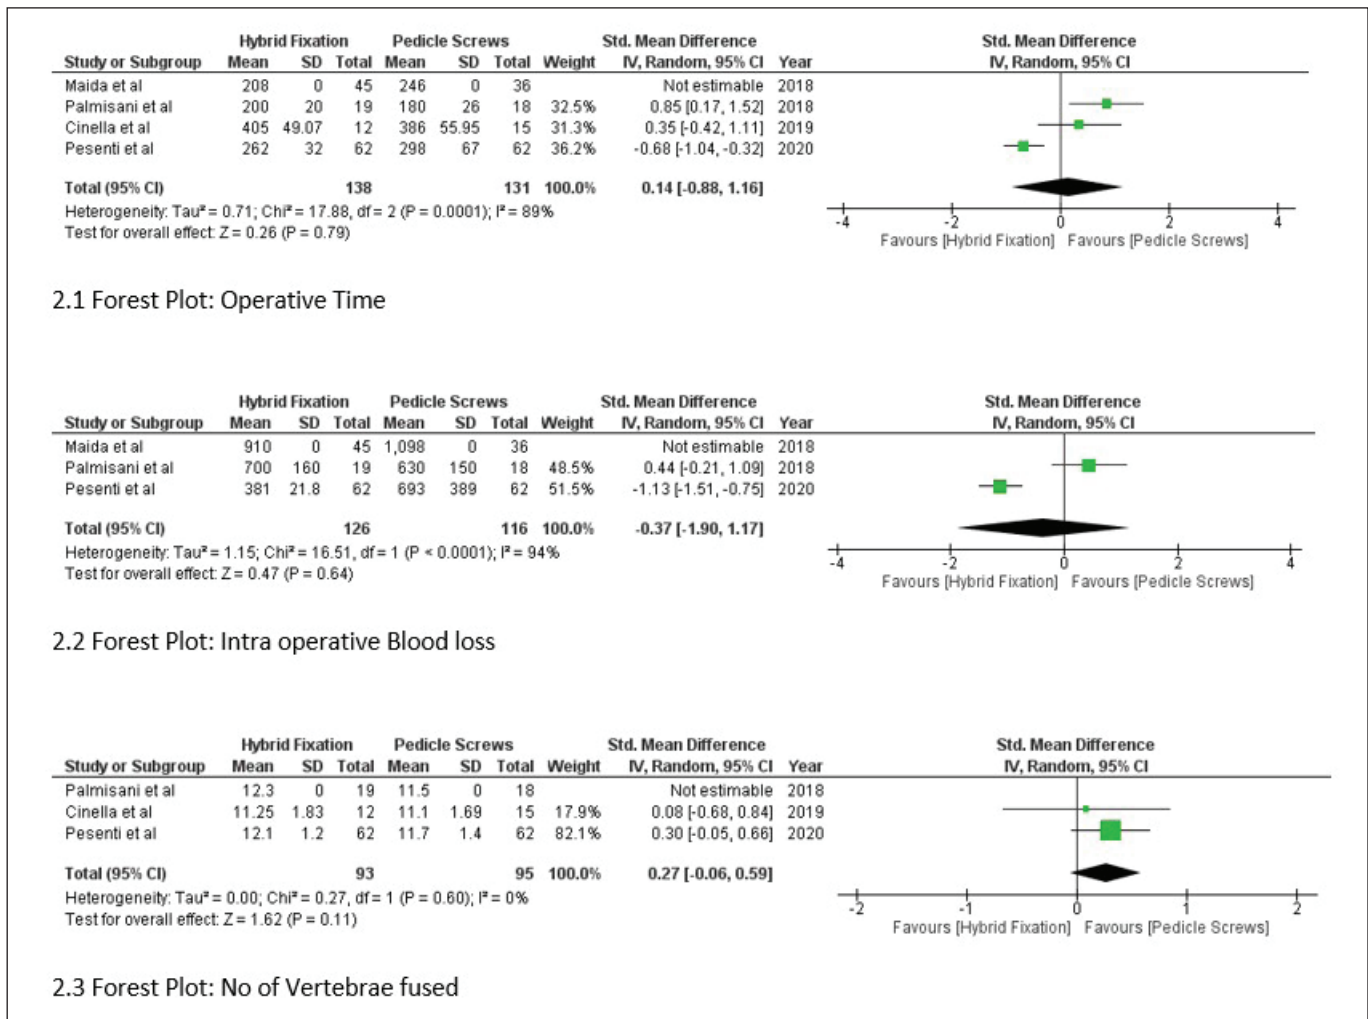 Hybrid Fixation Pedicle Screws Std. Mean Difference Std. Mean Difference
Study or Subgroup Mean SD Total Mean SD Total Weight IV, Random, 95% CI Year IV, Random, 95% CI
Maida et al 208 0 45 246 0 36 Not estimable 2018
Palmisani et al 200 20 19 180 26 18 32.5% 0.85 [0.17, 1.52] 2018
Cinella et al 405 49.07 12 386 55.95 15 31.3% 0.35 [-0.42, 1.11] 2019
Pesenti et al 262 32 62 298 67 62 36.2% -0.68 [-1.04, -0.32] 2020
Total (95% CI) 138 131 100.0% 0.14 [-0.88, 1.16]
Heterogeneity: Tau² = 0.71; Chi² = 17.88, df = 2 (P = 0.0001); I² = 89%
Test for overall effect: Z = 0.26 (P = 0.79)
-4 -2 0 2 4
Favours [Hybrid Fixation] Favours [Pedicle Screws]
2.1 Forest Plot: Operative Time
Hybrid Fixation Pedicle Screws Std. Mean Difference Std. Mean Difference
Study or Subgroup Mean SD Total Mean SD Total Weight IV, Random, 95% CI Year IV, Random, 95% CI
Maida et al 910 0 45 1,098 0 36 Not estimable 2018
Palmisani et al 700 160 19 630 150 18 48.5% 0.44 [-0.21, 1.09] 2018
Pesenti et al 381 21.8 62 693 389 62 51.5% -1.13 [-1.51, -0.75] 2020
Total (95% CI) 126 116 100.0% -0.37 [-1.90, 1.17]
Heterogeneity: Tau² = 1.15; Chi² = 16.51, df = 1 (P < 0.0001); I² = 94%
Test for overall effect: Z = 0.47 (P = 0.64)
-4 -2 0 2 4
Favours [Hybrid Fixation] Favours [Pedicle Screws]
2.2 Forest Plot: Intra operative Blood loss
Hybrid Fixation Pedicle Screws Std. Mean Difference Std. Mean Difference
Study or Subgroup Mean SD Total Mean SD Total Weight IV, Random, 95% CI Year IV, Random, 95% CI
Palmisani et al 12.3 0 19 11.5 0 18 Not estimable 2018
Cinella et al 11.25 1.83 12 11.1 1.69 15 17.9% 0.08 [-0.68, 0.84] 2019
Pesenti et al 12.1 1.2 62 11.7 1.4 62 82.1% 0.30 [-0.05, 0.66] 2020
Total (95% CI) 93 95 100.0% 0.27 [-0.06, 0.59]
Heterogeneity: Tau² = 0.00; Chi² = 0.27, df = 1 (P = 0.60); I² = 0%
Test for overall effect: Z = 1.62 (P = 0.11)
-2 -1 0 1 2
Favours [Hybrid Fixation] Favours [Pedicle Screws]
2.3 Forest Plot: No of Vertebrae fused